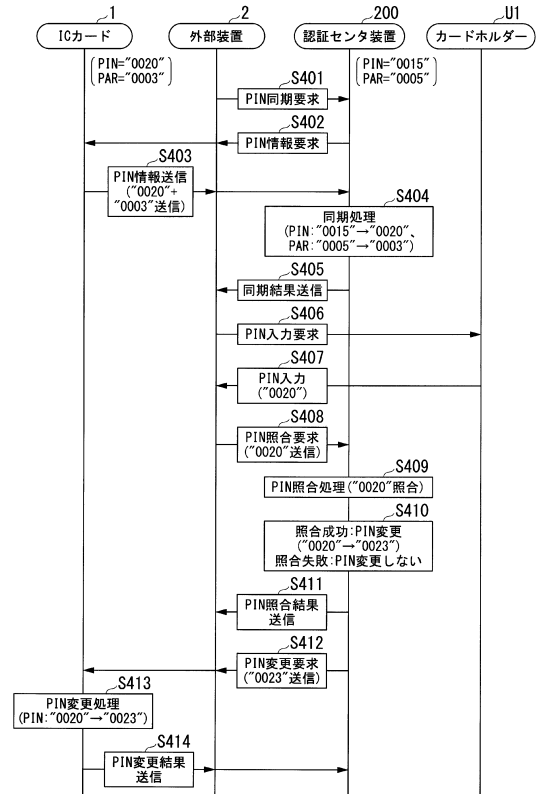 1
2
200
U1
ICカード
外部装置
認証センタ装置
カードホルダー
PIN="0020"
PAR="0003"
PIN="0015"
PAR="0005"
S401
PIN同期要求
S402
PIN情報要求
S403
PIN情報送信
("0020"+
"0003"送信)
S404
同期処理
(PIN:"0015"→"0020"、
PAR:"0005"→"0003")
S405
同期結果送信
S406
PIN入力要求
S407
PIN入力
("0020")
S408
PIN照合要求
("0020"送信)
S409
PIN照合処理("0020"照合)
S410
照合成功:PIN変更
("0020"→"0023")
照合失敗:PIN変更しない
S411
PIN照合結果
送信
S412
PIN変更要求
("0023"送信)
S413
PIN変更処理
(PIN:"0020"→"0023")
S414
PIN変更結果
送信